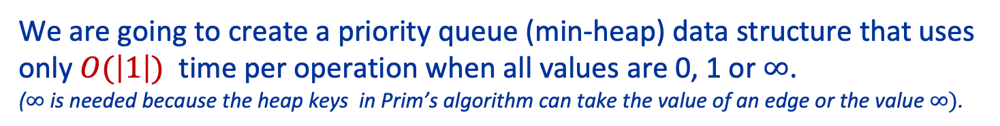 We are going to create a priority queue (min-heap) data structure that uses
only O(|1|) time per operation when all values are 0, 1 or ∞.
(∞ is needed because the heap keys in Prim’s algorithm can take the value of an edge or the value ∞).